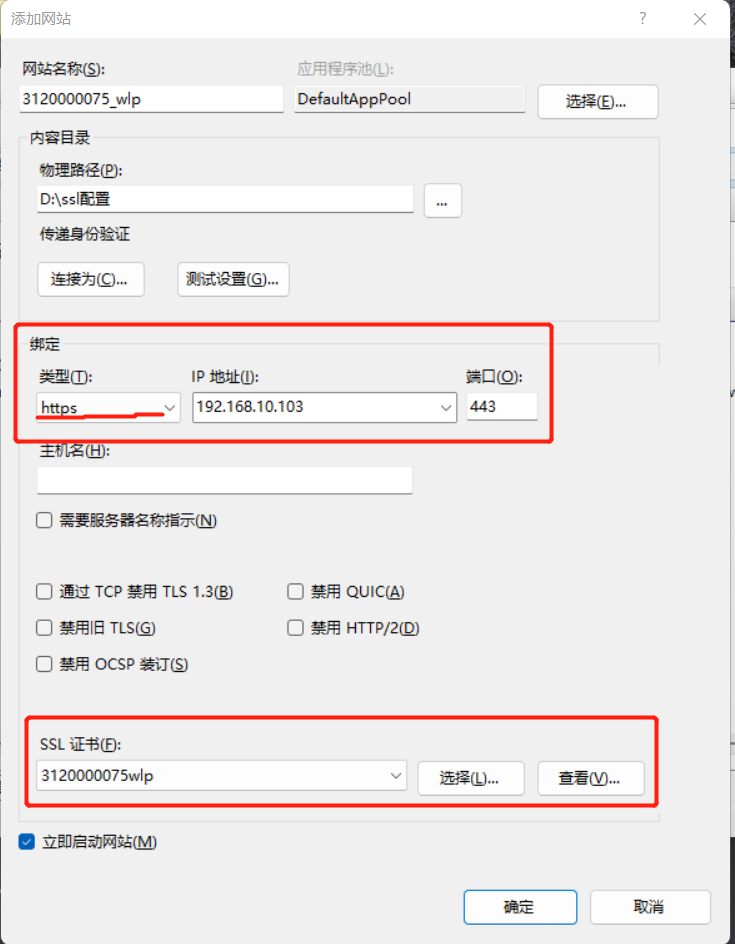 添加网站 ?
网站名称(S): 应用程序池(L):
3120000075_wlp DefaultAppPool 选择(E)...
内容目录
物理路径(P):
D:\ssl配置 ...
传递身份验证
连接为(C)... 测试设置(G)...
绑定
类型(T): IP 地址(I): 端口(O):
https 192.168.10.103 443
主机名(H):
需要服务器名称指示(N)
通过 TCP 禁用 TLS 1.3(B) 禁用 QUIC(A)
禁用旧 TLS(G) 禁用 HTTP/2(D)
禁用 OCSP 装订(S)
SSL 证书(F):
3120000075wlp 选择(L)... 查看(V)...
立即启动网站(M)
确定 取消